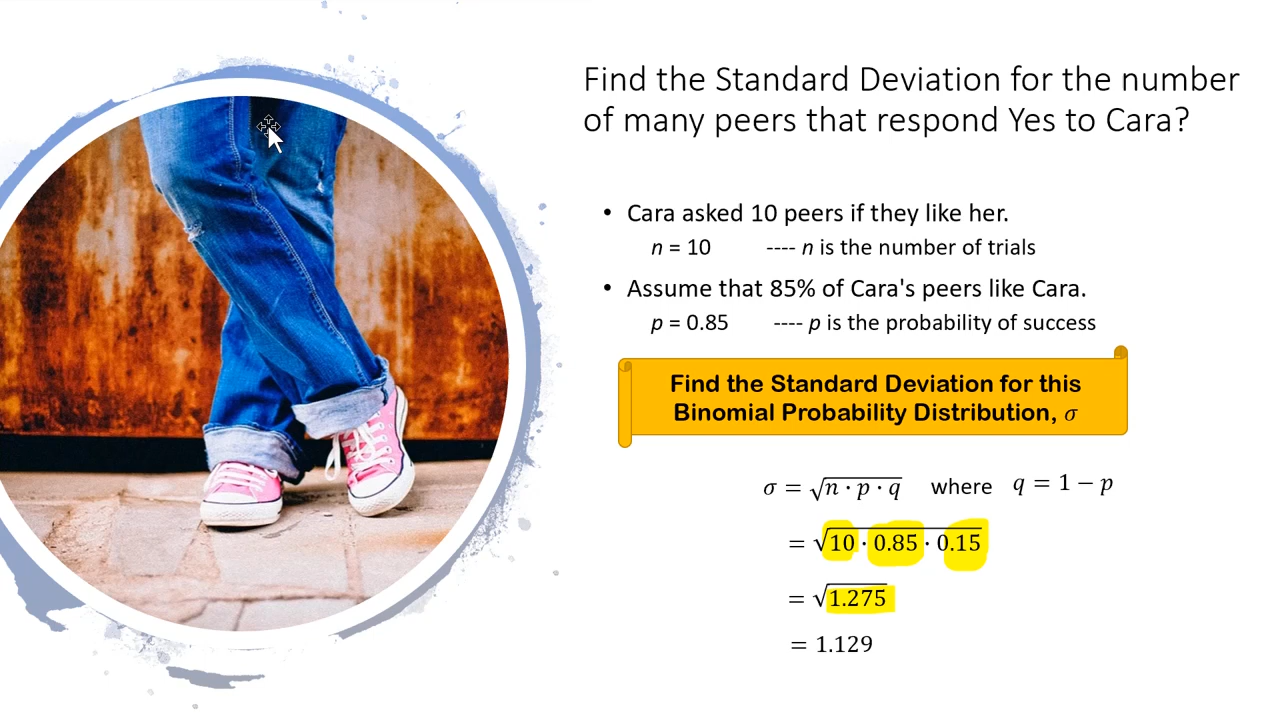 Find the Standard Deviation for the number
of many peers that respond Yes to Cara?
• Cara asked 10 peers if they like her.
n = 10 ---- n is the number of trials
• Assume that 85% of Cara's peers like Cara.
p = 0.85 ---- p is the probability of success
Find the Standard Deviation for this
Binomial Probability Distribution, σ
σ = √(n · p · q) where q = 1 − p
= √(10 · 0.85 · 0.15)
= √1.275
= 1.129